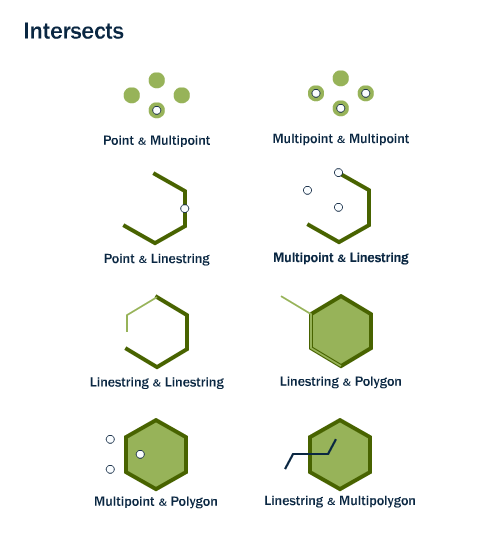 Intersects
Point & Multipoint
Multipoint & Multipoint
Point & Linestring
Multipoint & Linestring
Linestring & Linestring
Linestring & Polygon
Multipoint & Polygon
Linestring & Multipolygon